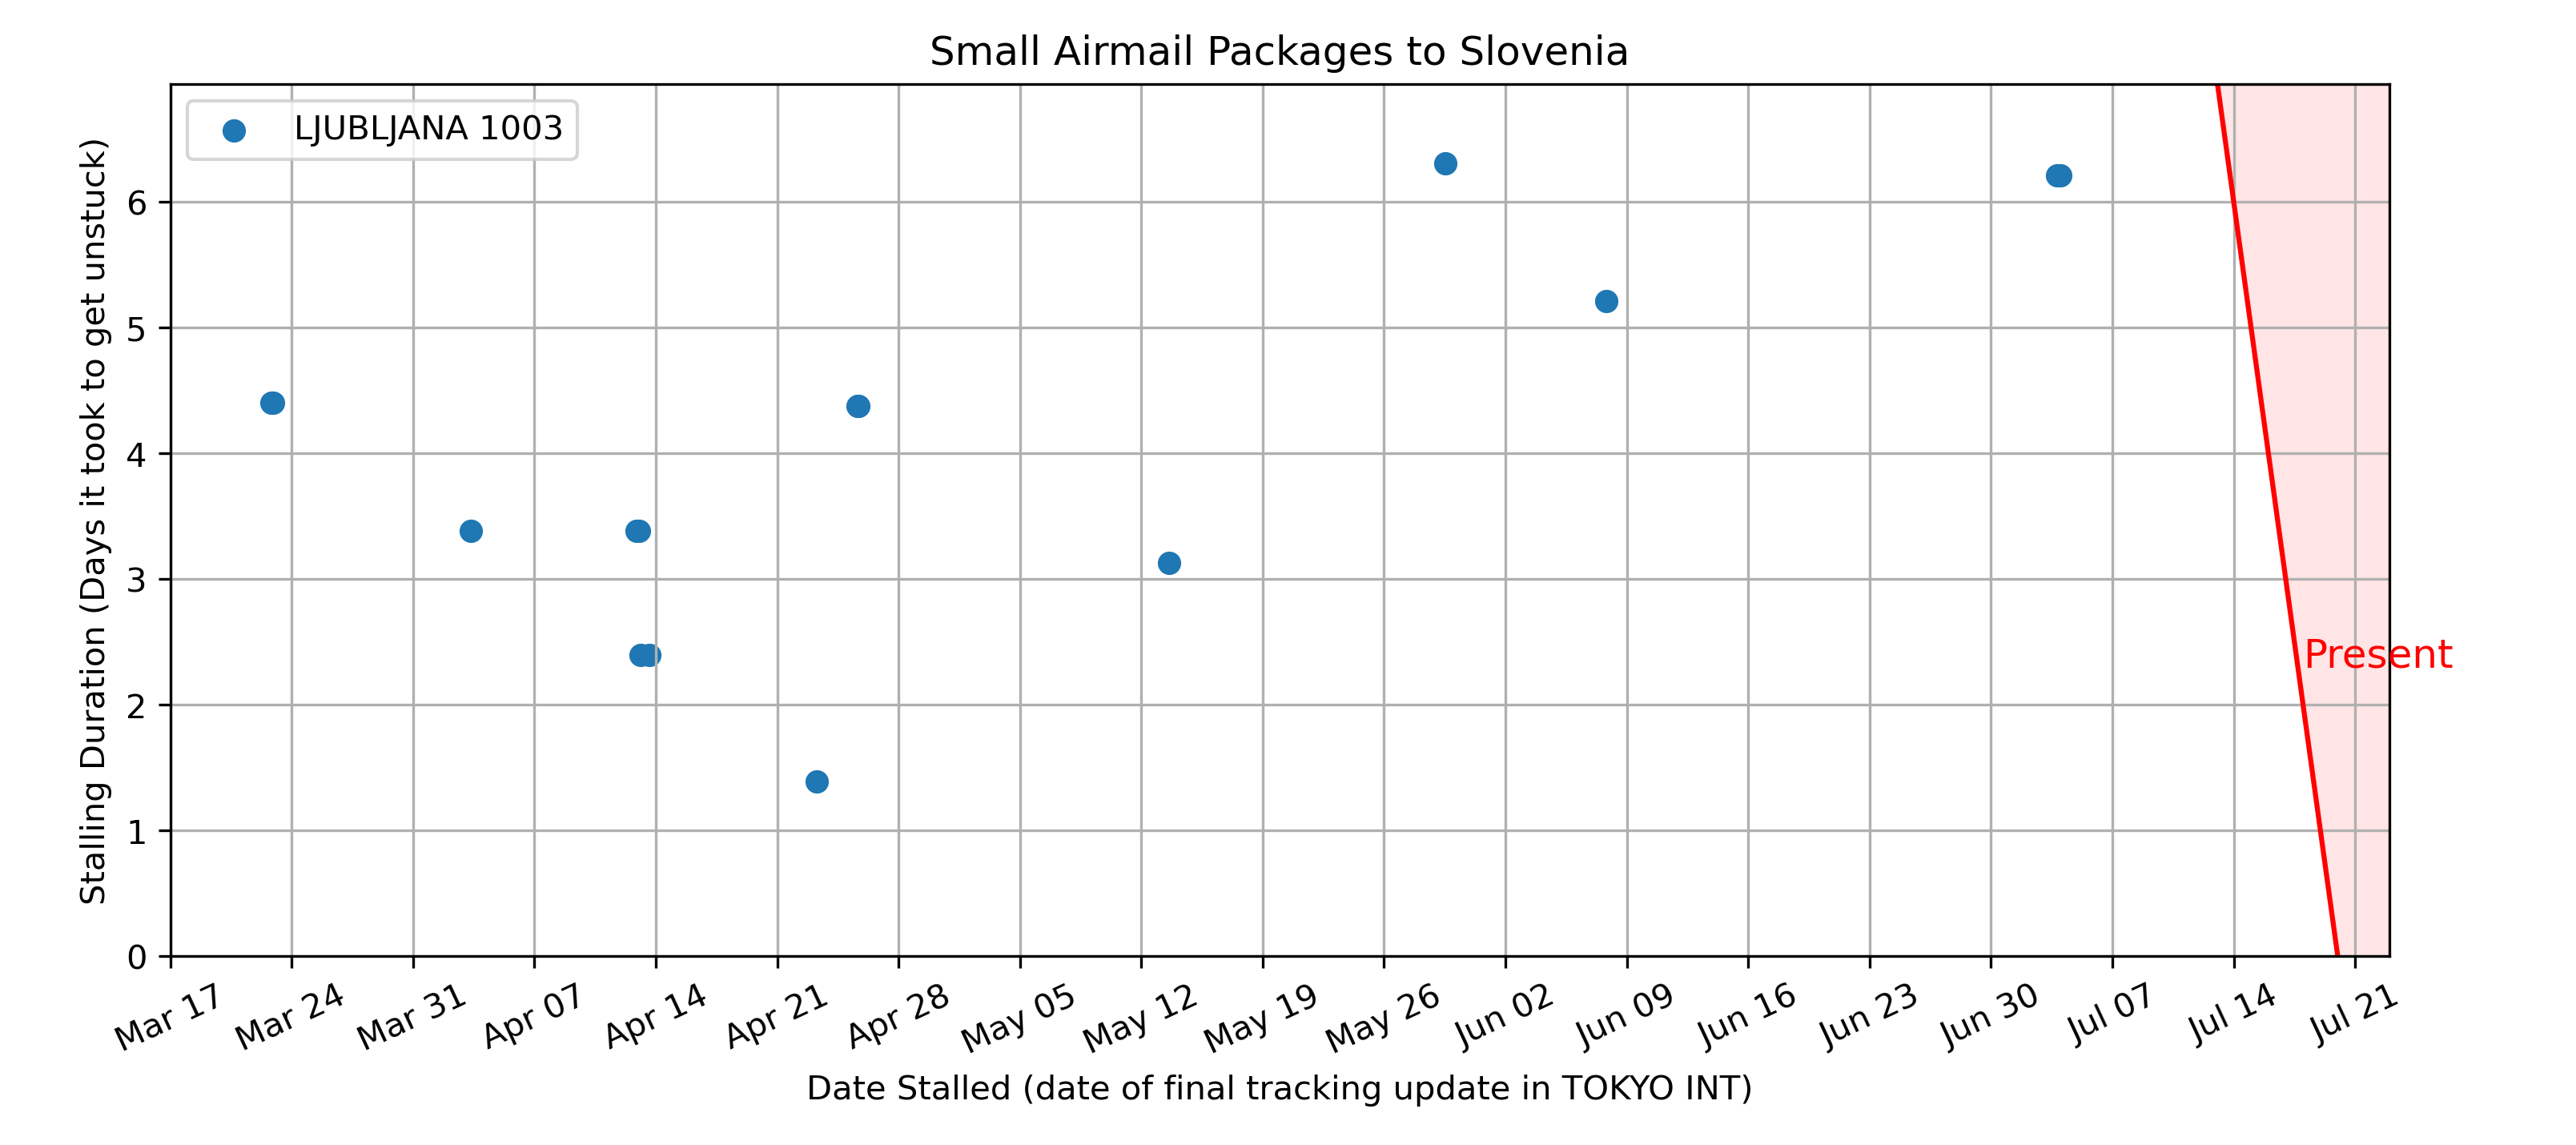 Small Airmail Packages to Slovenia
LJUBLJANA 1003
Stalling Duration (Days it took to get unstuck)
6
5
4
3
2
1
0
Present
Mar 17
Mar 24
Mar 31
Apr 07
Apr 14
Apr 21
Apr 28
May 05
May 12
May 19
May 26
Jun 02
Jun 09
Jun 16
Jun 23
Jun 30
Jul 07
Jul 14
Jul 21
Date Stalled (date of final tracking update in TOKYO INT)